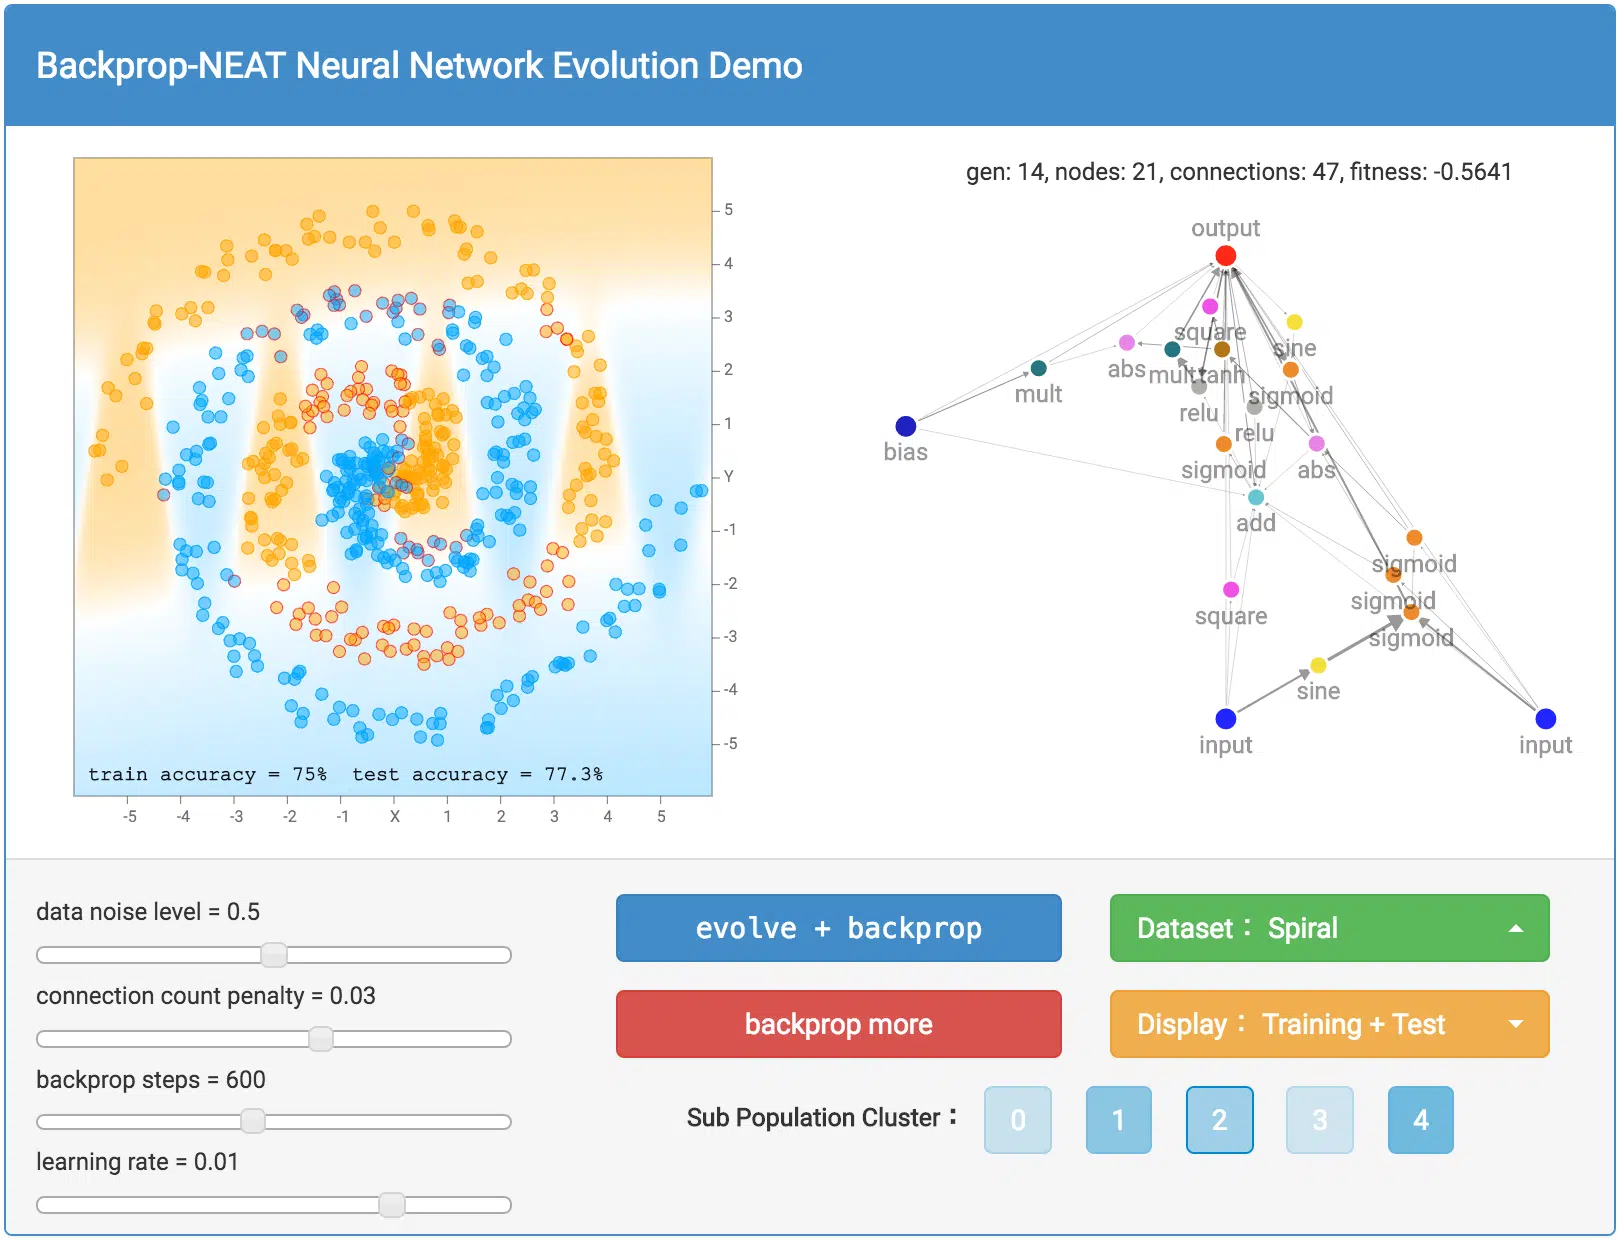 Backprop-NEAT Neural Network Evolution Demo
5
4
3
2
1
Y
-1
-2
-3
-4
-5
train accuracy = 75% test accuracy = 77.3%
-5 -4 -3 -2 -1 X 1 2 3 4 5
gen: 14, nodes: 21, connections: 47, fitness: -0.5641
output
square
sine
abs
mult
tanh
mult
sigmoid
relu
relu
bias
sigmoid
abs
add
sigmoid
sigmoid
square
sigmoid
sine
input
input
data noise level = 0.5
connection count penalty = 0.03
backprop steps = 600
learning rate = 0.01
evolve + backprop
Dataset： Spiral
backprop more
Display： Training + Test
Sub Population Cluster： 0 1 2 3 4